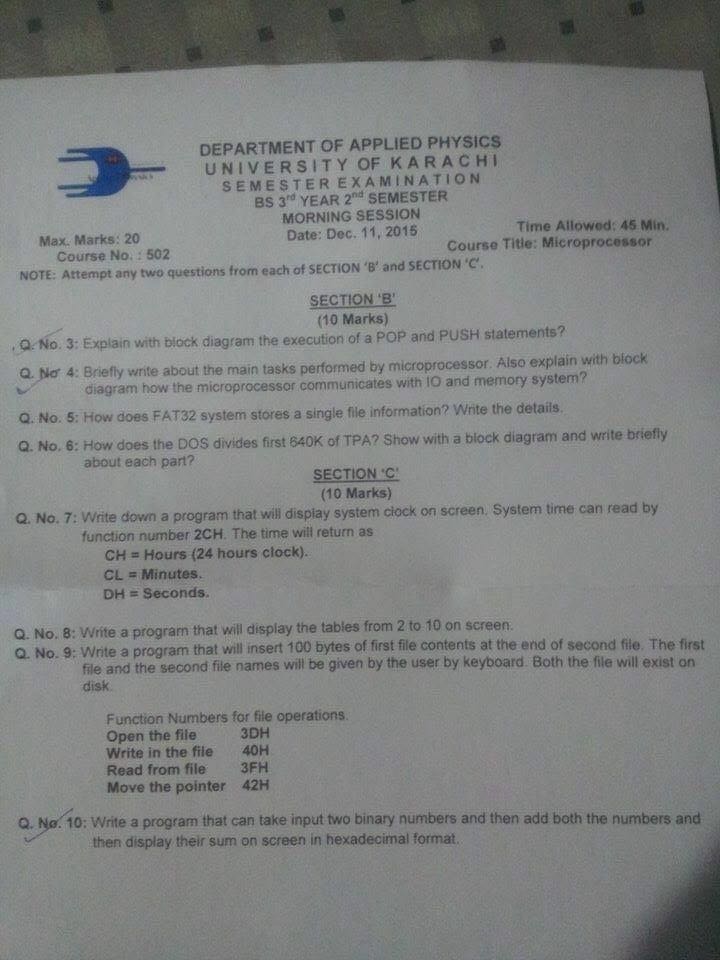 DEPARTMENT OF APPLIED PHYSICS
UNIVERSITY OF KARACHI
SEMESTER EXAMINATION
BS 3rd YEAR 2nd SEMESTER
MORNING SESSION
Max. Marks: 20 Date: Dec. 11, 2015 Time Allowed: 45 Min.
Course No. : 502 Course Title: Microprocessor
NOTE: Attempt any two questions from each of SECTION 'B' and SECTION 'C'.
SECTION 'B'
(10 Marks)
Q. No. 3: Explain with block diagram the execution of a POP and PUSH statements?
Q. No 4: Briefly write about the main tasks performed by microprocessor. Also explain with block
diagram how the microprocessor communicates with IO and memory system?
Q. No. 5: How does FAT32 system stores a single file information? Write the details.
Q. No. 6: How does the DOS divides first 640K of TPA? Show with a block diagram and write briefly
about each part?
SECTION 'C'
(10 Marks)
Q. No. 7: Write down a program that will display system clock on screen. System time can read by
function number 2CH. The time will return as
CH = Hours (24 hours clock).
CL = Minutes.
DH = Seconds.
Q. No. 8: Write a program that will display the tables from 2 to 10 on screen.
Q. No. 9: Write a program that will insert 100 bytes of first file contents at the end of second file. The first
file and the second file names will be given by the user by keyboard. Both the file will exist on
disk.
Function Numbers for file operations.
Open the file 3DH
Write in the file 40H
Read from file 3FH
Move the pointer 42H
Q. No. 10: Write a program that can take input two binary numbers and then add both the numbers and
then display their sum on screen in hexadecimal format.